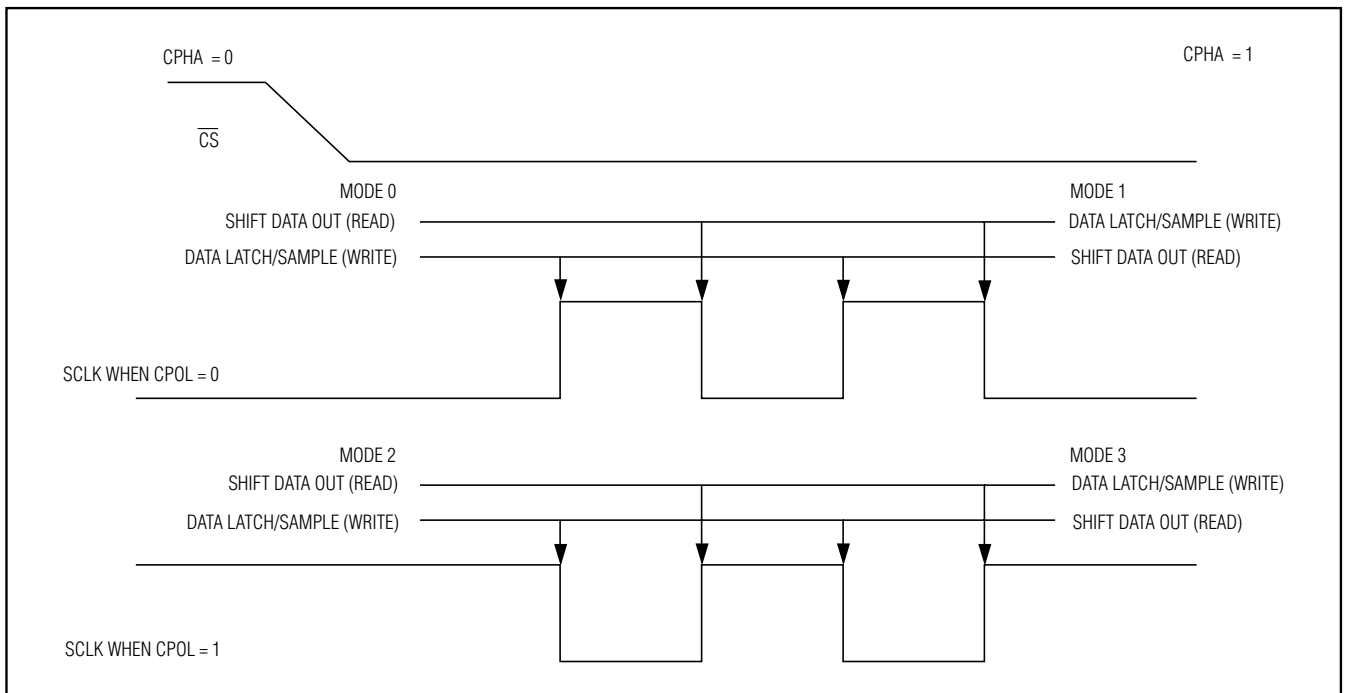 CPHA = 0
CPHA = 1
CS
MODE 0
MODE 1
SHIFT DATA OUT (READ)
DATA LATCH/SAMPLE (WRITE)
DATA LATCH/SAMPLE (WRITE)
SHIFT DATA OUT (READ)
SCLK WHEN CPOL = 0
MODE 2
MODE 3
SHIFT DATA OUT (READ)
DATA LATCH/SAMPLE (WRITE)
DATA LATCH/SAMPLE (WRITE)
SHIFT DATA OUT (READ)
SCLK WHEN CPOL = 1